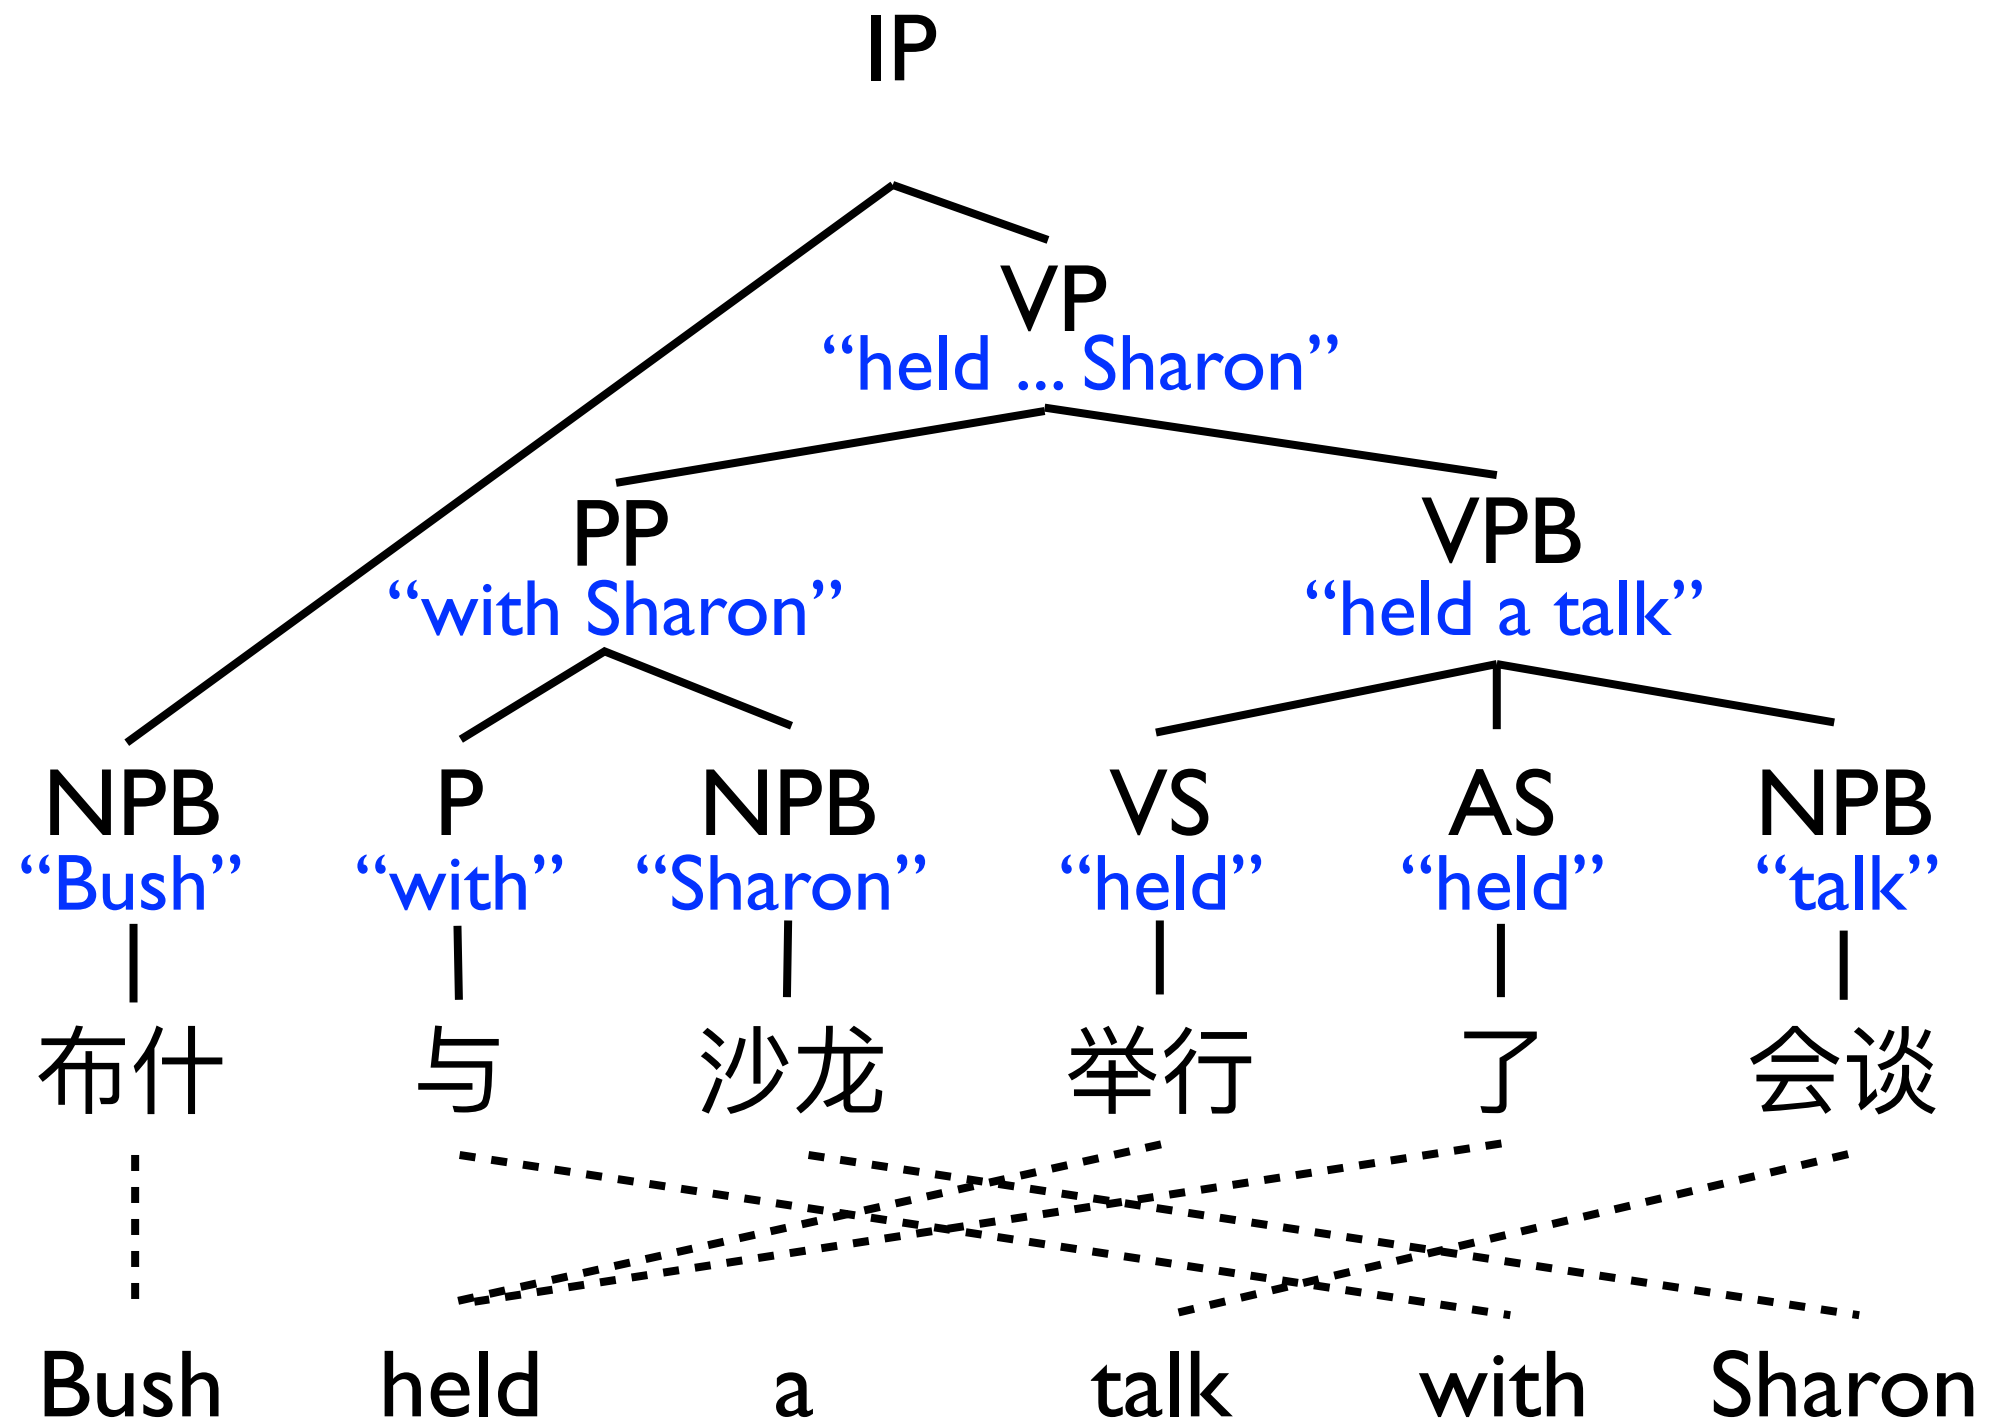 IP
VP
“held ... Sharon”
PP VPB
“with Sharon” “held a talk”
NPB P NPB VS AS NPB
“Bush” “with” “Sharon” “held” “held” “talk”
布什 与 沙龙 举行 了 会谈
Bush held a talk with Sharon